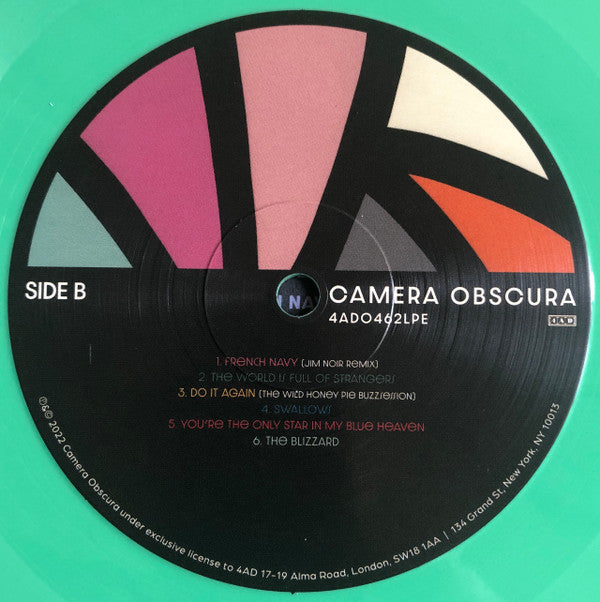 SIDE B
CAMERA OBSCURA
4AD0462LPE
4AD
1. FRENCH NAVY (JIM NOIR REMIX)
2. THE WORLD IS FULL OF STRANGERS
3. DO IT AGAIN (THE WILD HONEY PIE BUZZSESSION)
4. SWALLOWS
5. YOU'RE THE ONLY STAR IN MY BLUE HEAVEN
6. THE BLIZZARD
℗&© 2022 Camera Obscura under exclusive license to 4AD 17-19 Alma Road, London, SW18 1AA | 134 Grand St, New York, NY 10013